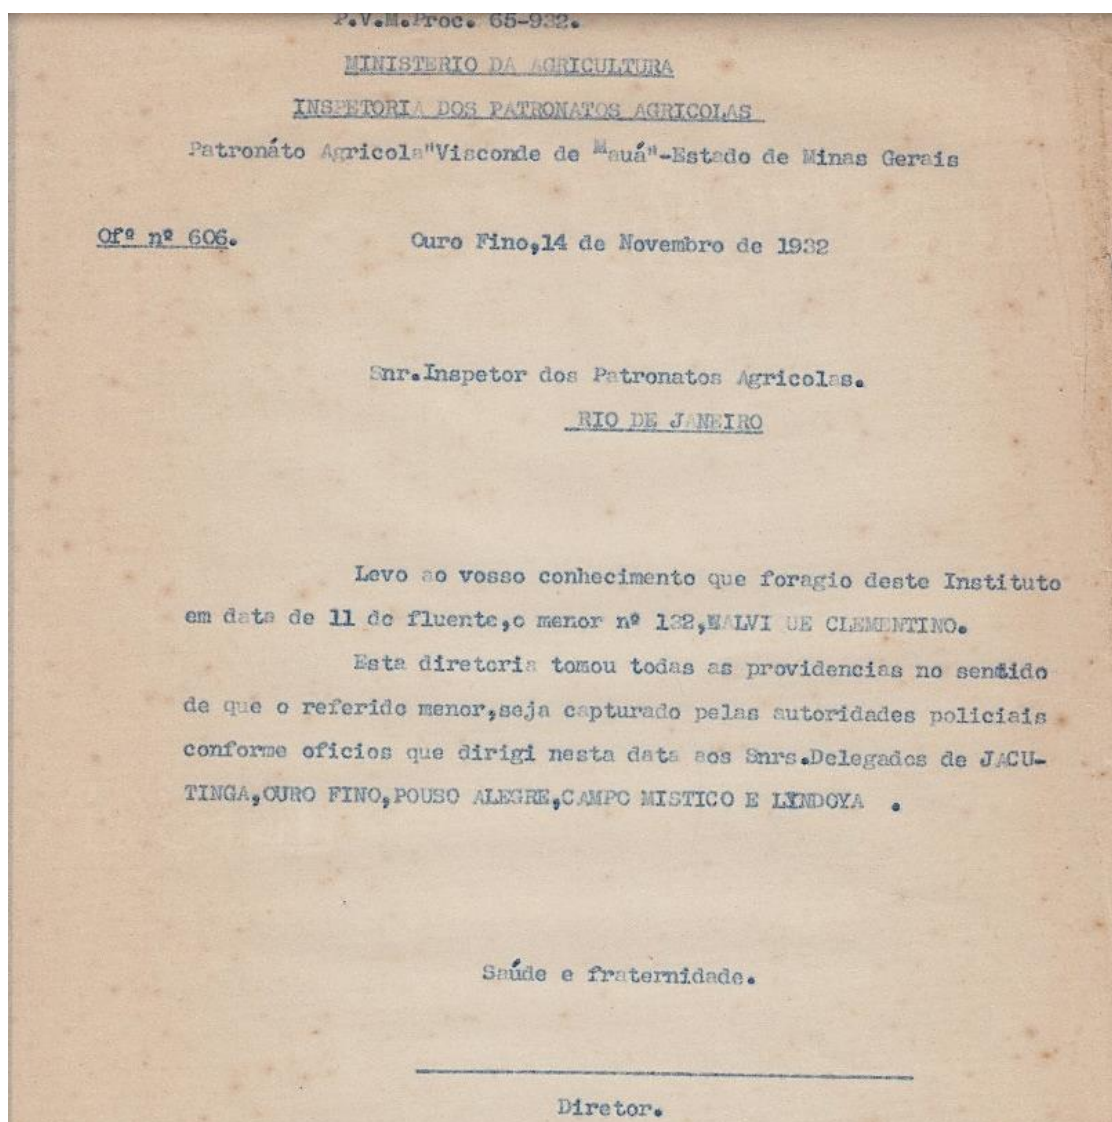 P.V.M.Proc. 65-932.
MINISTERIO DA AGRICULTURA
INSPETORIA DOS PATRONATOS AGRICOLAS
Patronáto Agricola"Visconde de Mauá"-Estado de Minas Gerais
Ofº nº 606.
Ouro Fino,14 de Novembro de 1932
Snr.Inspetor dos Patronatos Agricolas.
RIO DE JANEIRO
Levo ao vosso conhecimento que foragio deste Instituto
em data de 11 do fluente,o menor nº CLEMENTINO.
Esta diretoria tomou todas as providencias no sentido
de que o referido menor,seja capturado pelas autoridades policiais
conforme oficios que dirigi nesta data aos Snrs.Delegados de JACU-
TINGA,OURO FINO,POUSO ALEGRE,CAMPO MISTICO E LYNDOYA .
Saúde e fraternidade.
Diretor.